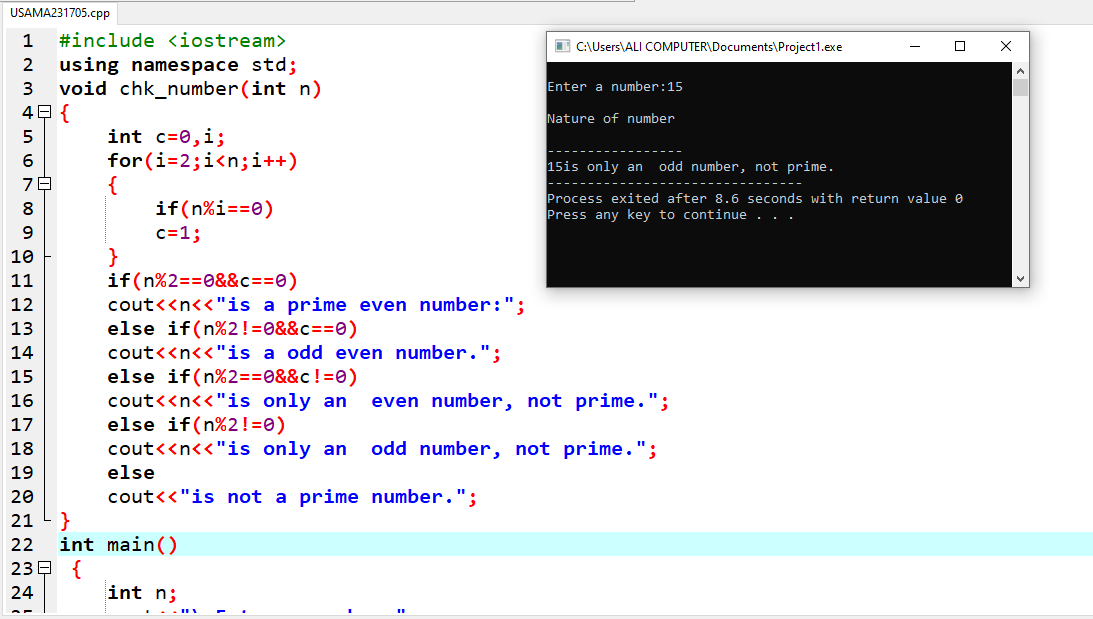 USAMA231705.cpp
1 #include <iostream>
2 using namespace std;
3 void chk_number(int n)
4 {
5 int c=0,i;
6 for(i=2;i<n;i++)
7 {
8 if(n%i==0)
9 c=1;
10 }
11 if(n%2==0&&c==0)
12 cout<<n<<"is a prime even number:";
13 else if(n%2!=0&&c==0)
14 cout<<n<<"is a odd even number.";
15 else if(n%2==0&&c!=0)
16 cout<<n<<"is only an  even number, not prime.";
17 else if(n%2!=0)
18 cout<<n<<"is only an  odd number, not prime.";
19 else
20 cout<<"is not a prime number.";
21 }
22 int main()
23 {
24 int n;
C:\Users\ALI COMPUTER\Documents\Project1.exe
Enter a number:15
Nature of number
-----------------
15is only an  odd number, not prime.
--------------------------------
Process exited after 8.6 seconds with return value 0
Press any key to continue . . .